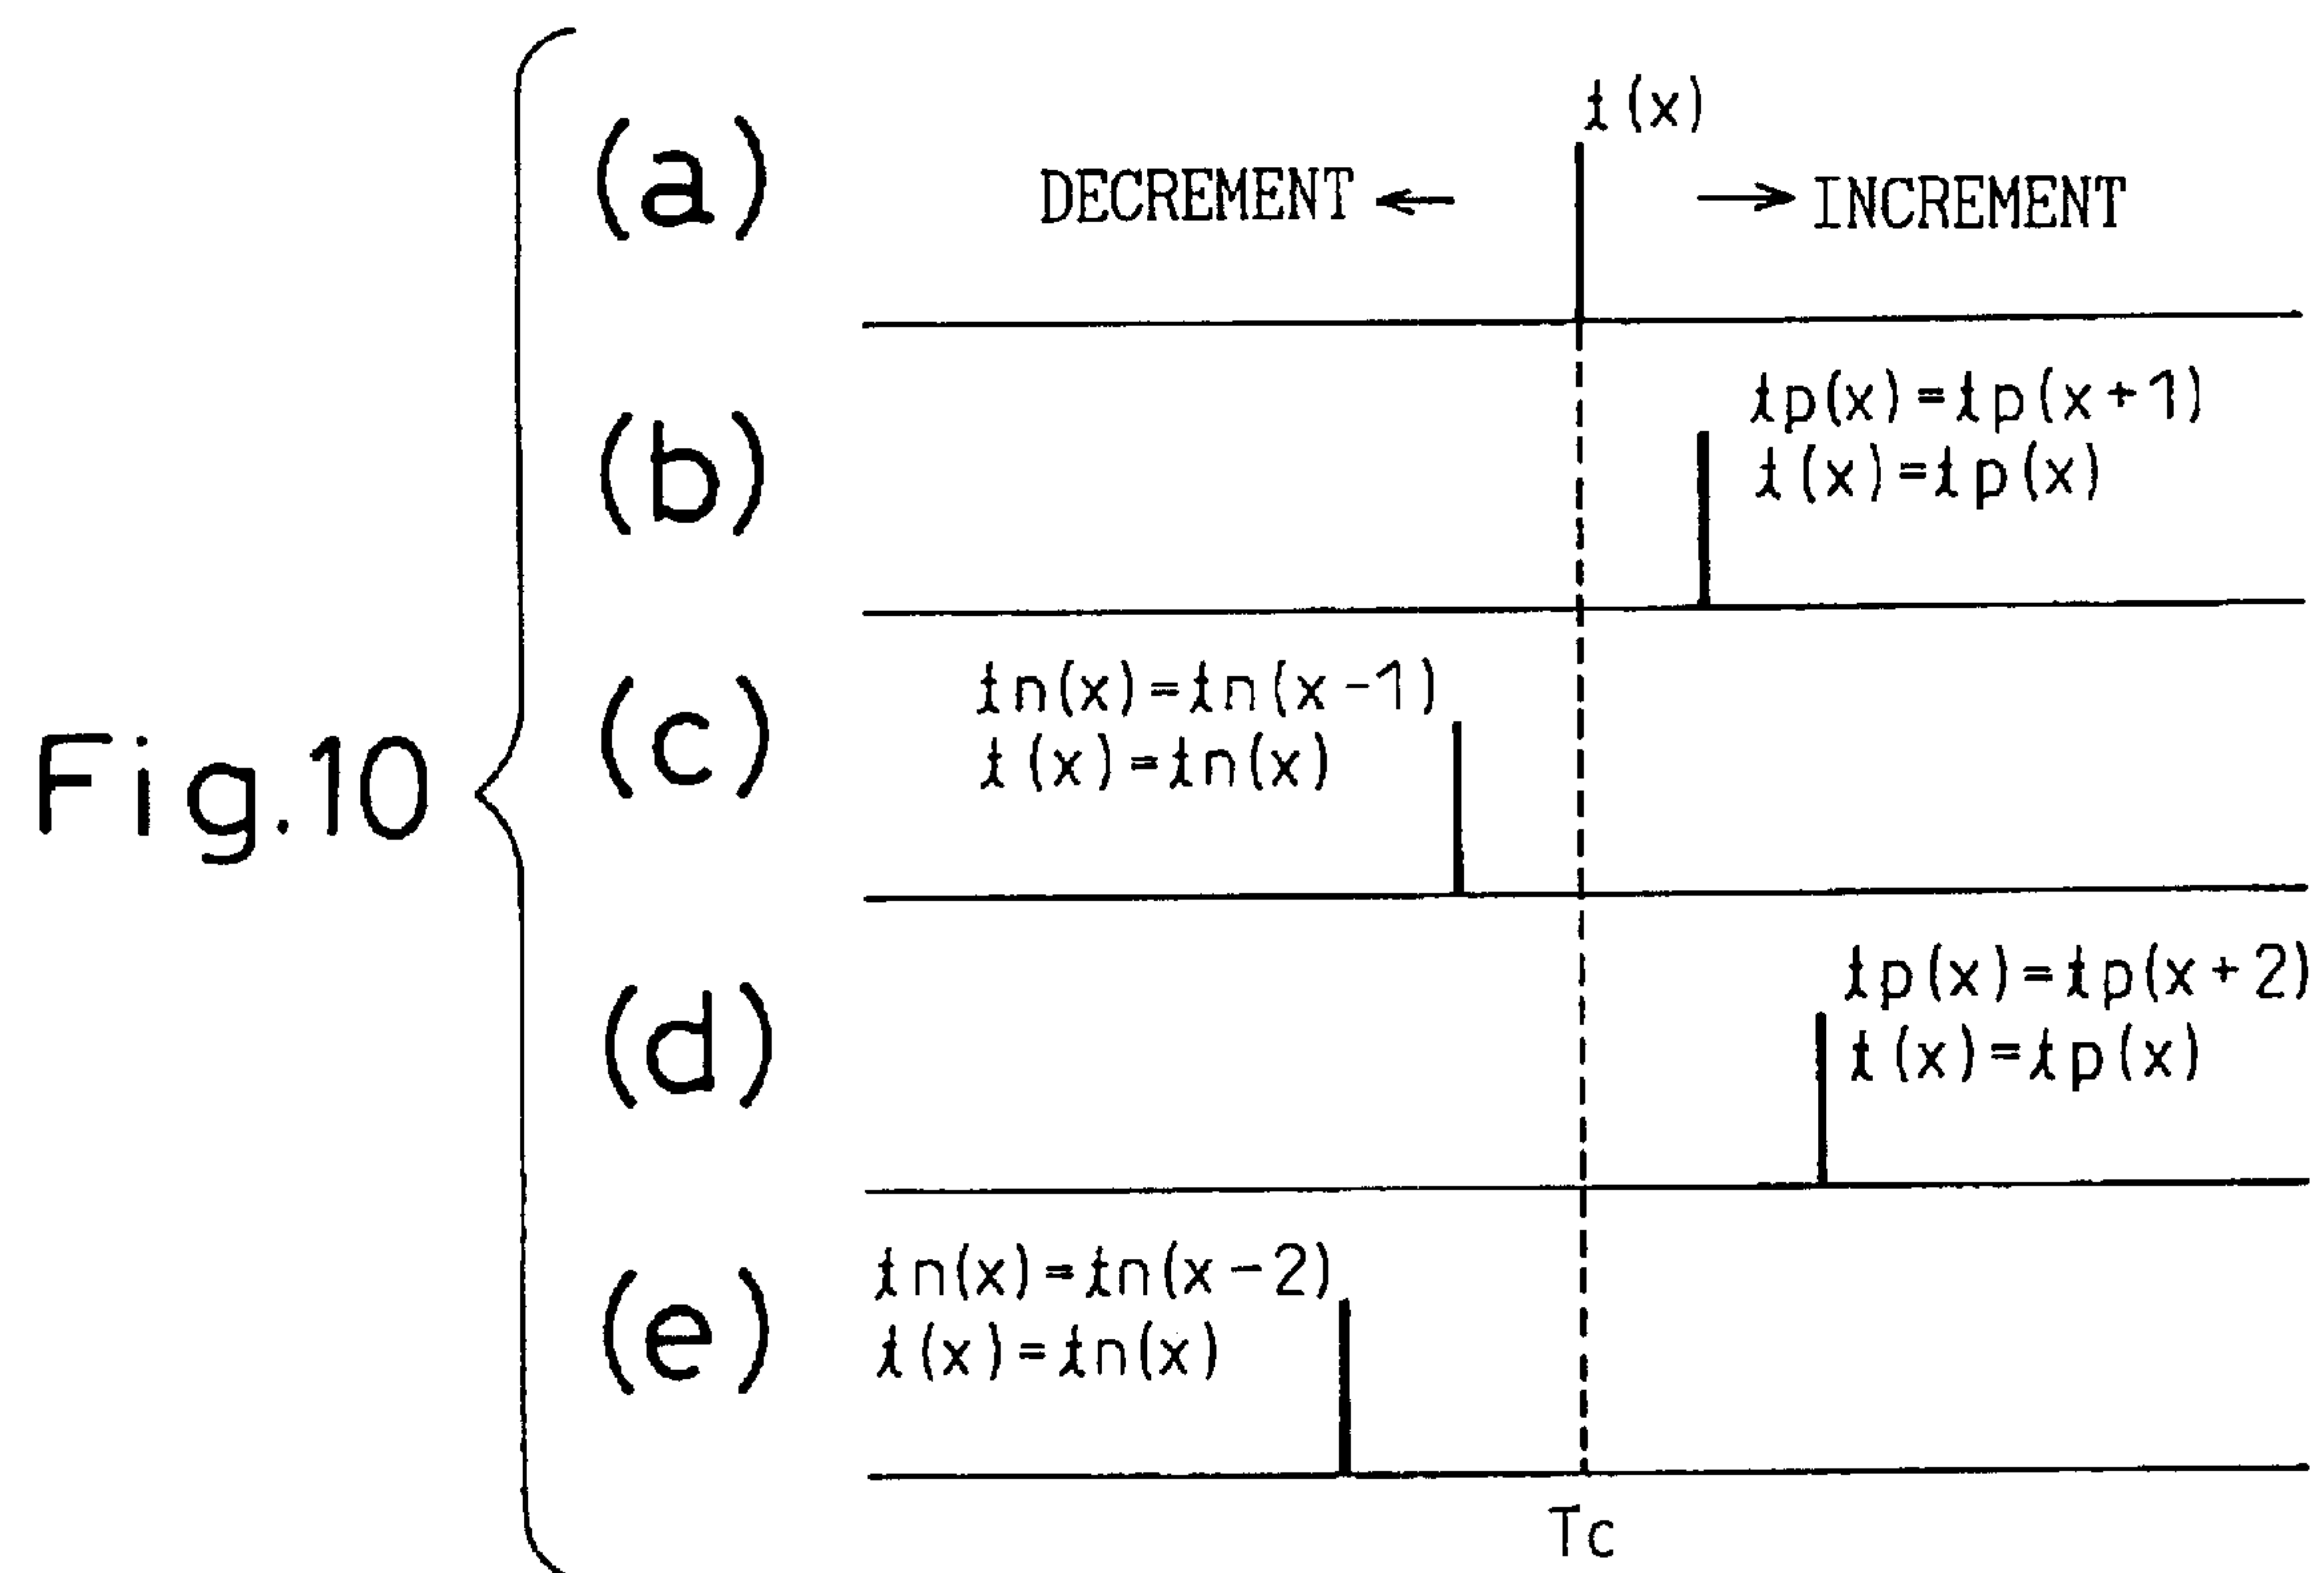 Fig.10
(a)
t(x)
DECREMENT ← → INCREMENT
(b)
tp(x)=tp(x+1)
t(x)=tp(x)
(c)
tn(x)=tn(x-1)
t(x)=tn(x)
(d)
tp(x)=tp(x+2)
t(x)=tp(x)
(e)
tn(x)=tn(x-2)
t(x)=tn(x)
Tc